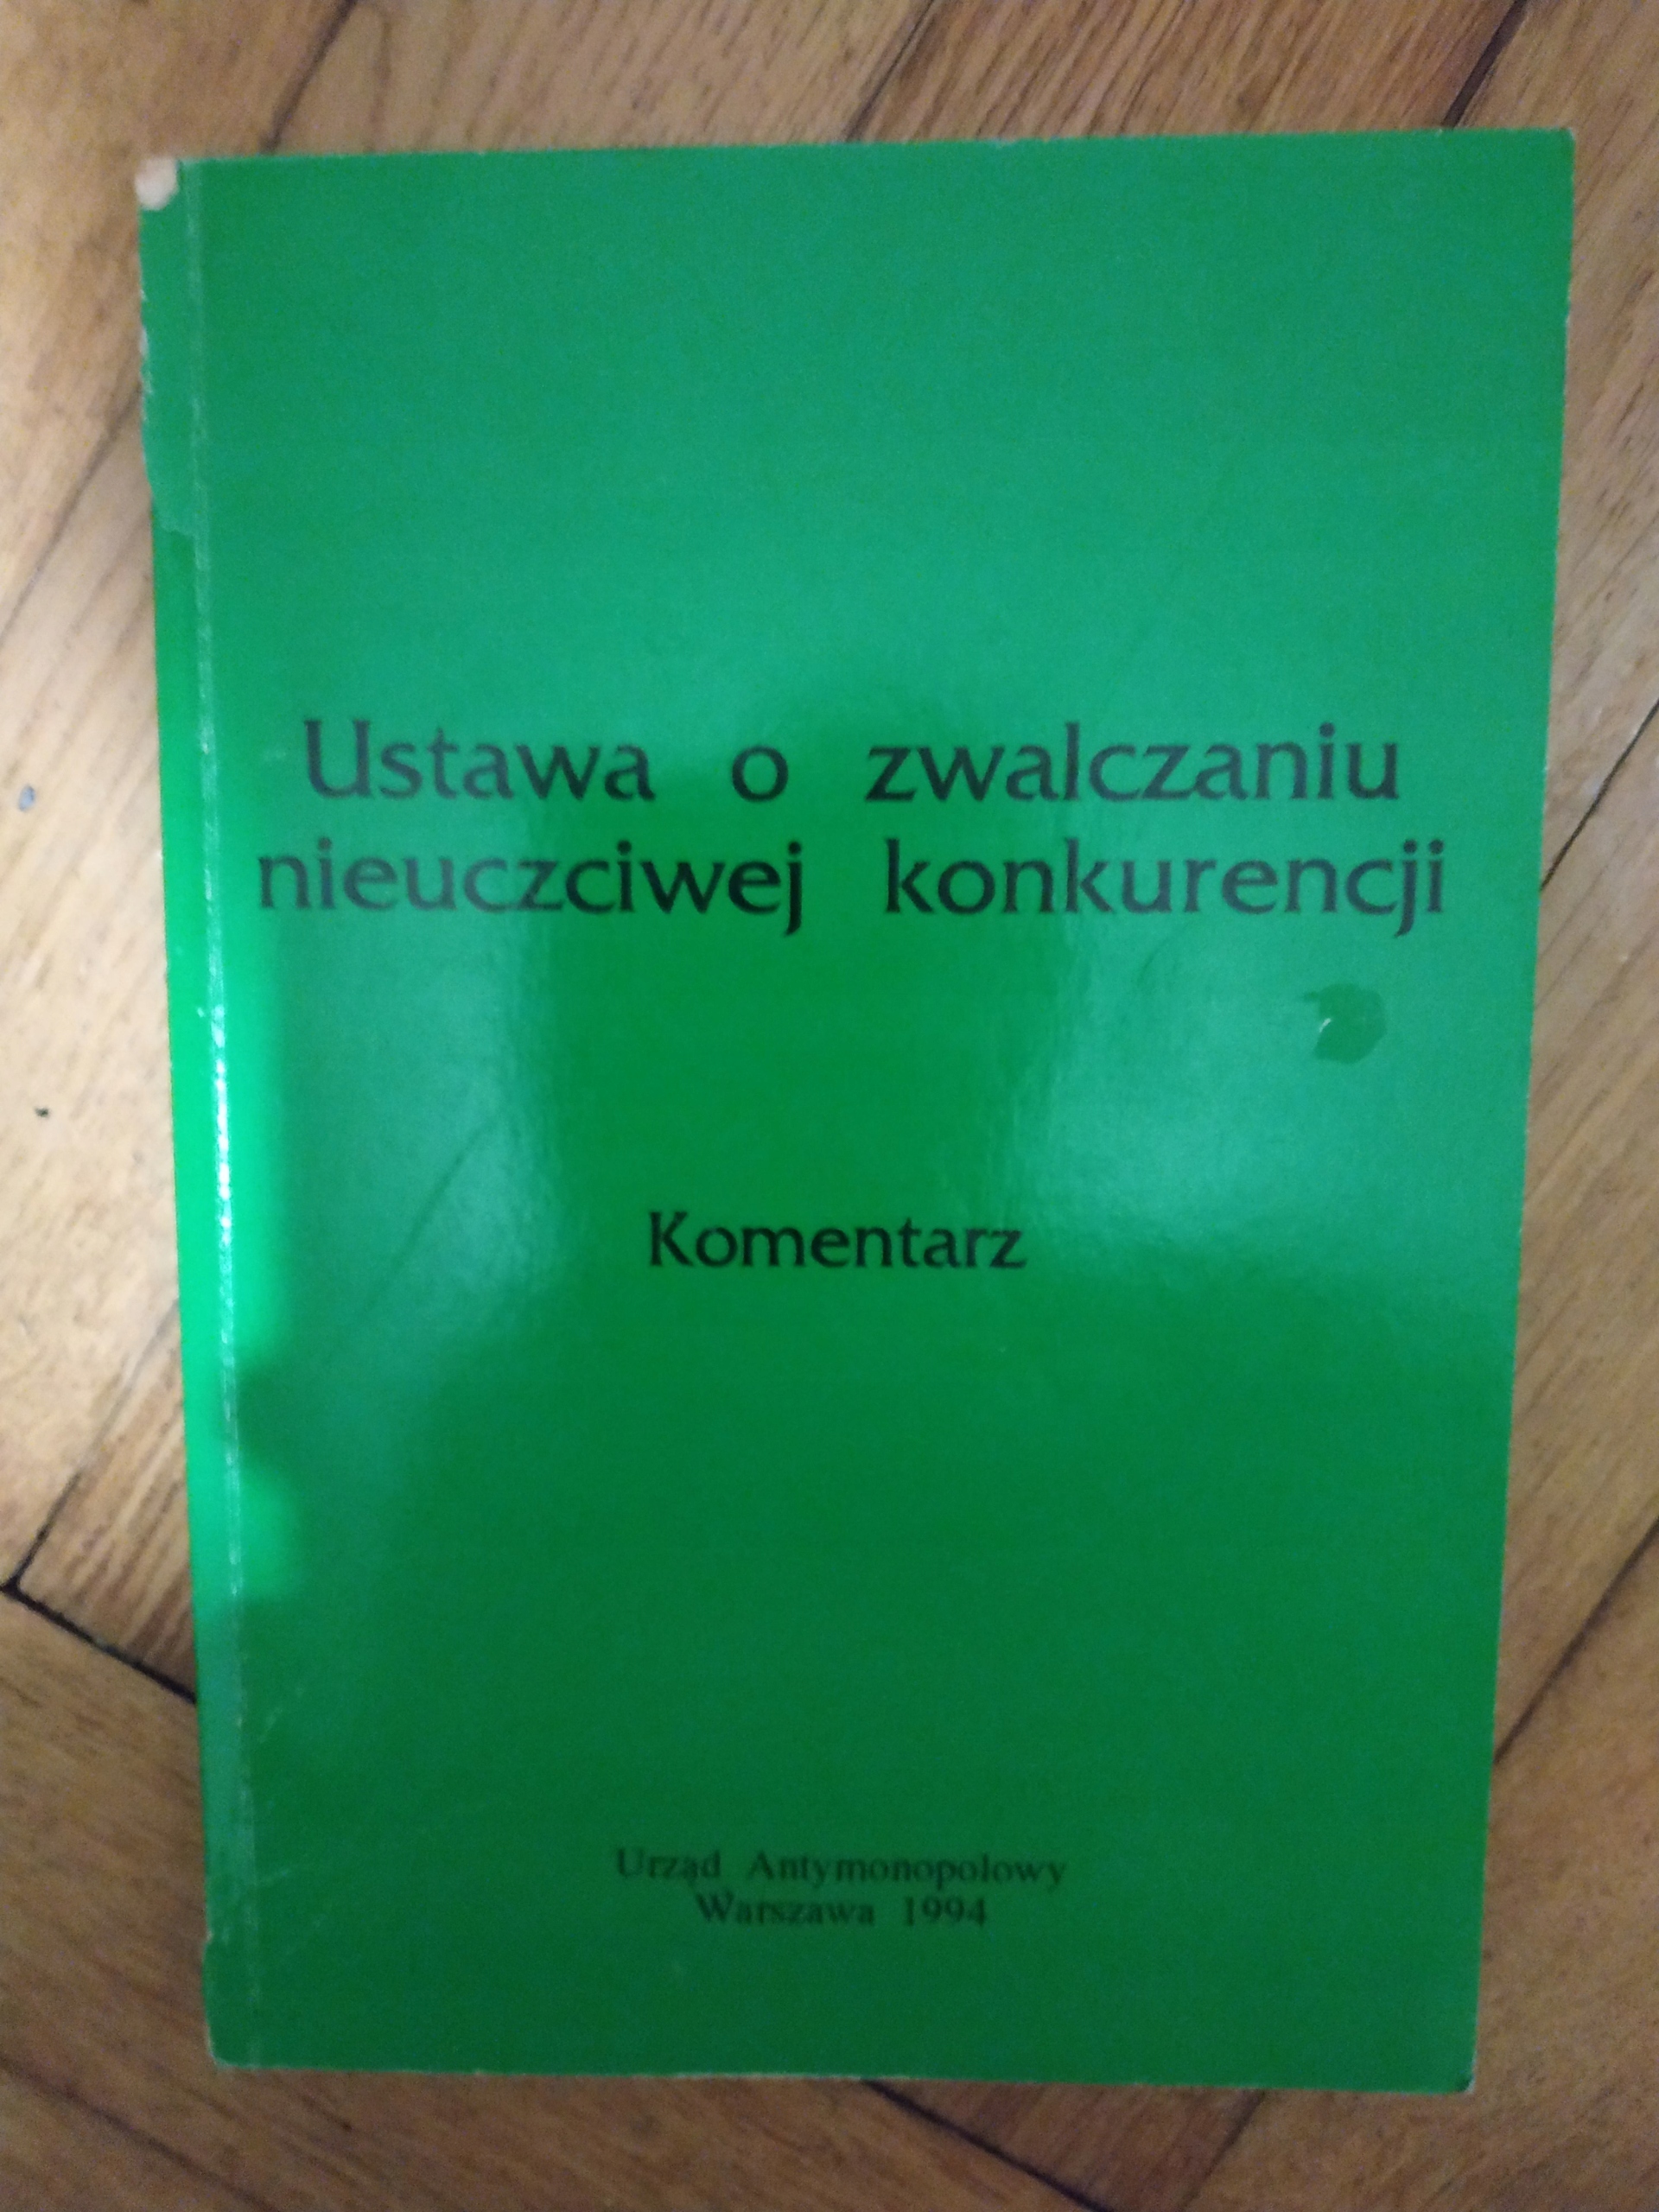 Ustawa o zwalczaniu
nieuczciwej konkurencji
Komentarz
Urząd Antymonopolowy
Warszawa 1994